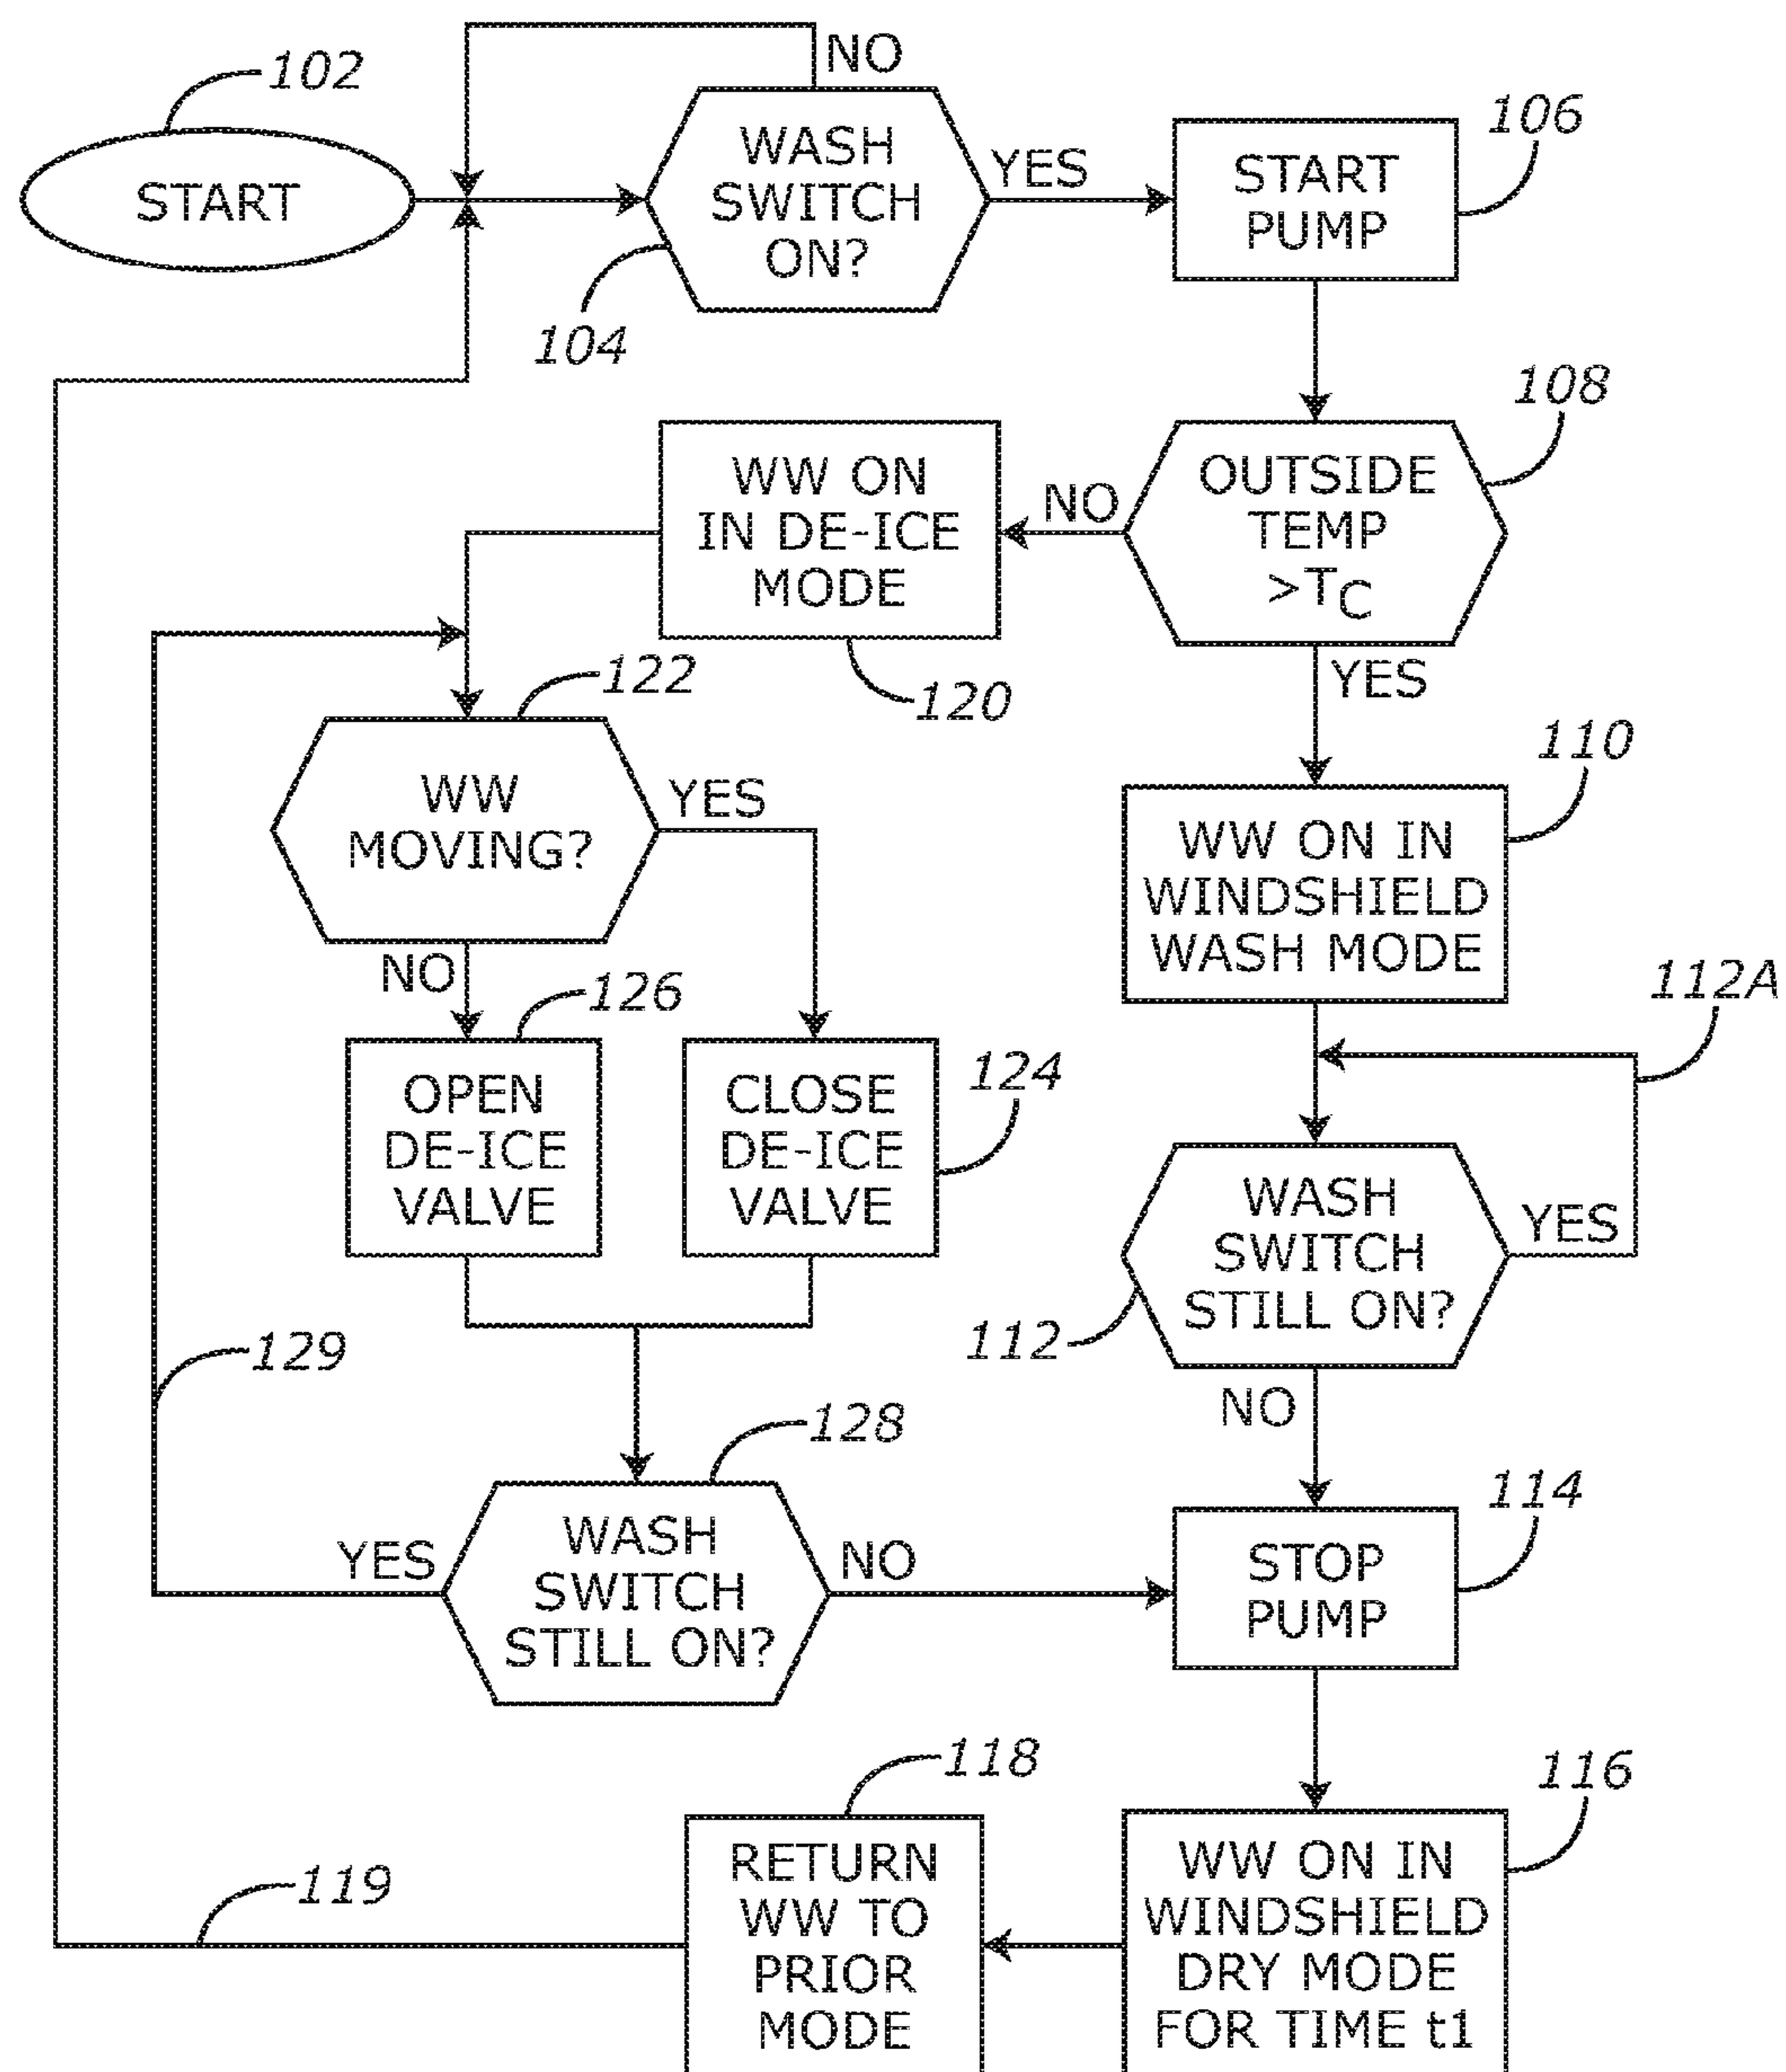 NO
102
WASH
SWITCH
ON?
YES
106
START
START
PUMP
104
108
WW ON
IN DE-ICE
MODE
NO
OUTSIDE
TEMP
>TC
122
120
YES
110
WW
MOVING?
YES
WW ON IN
WINDSHIELD
WASH MODE
NO
126
112A
OPEN
DE-ICE
VALVE
CLOSE
DE-ICE
VALVE
124
WASH
SWITCH
STILL ON?
YES
112
129
NO
128
114
YES
WASH
SWITCH
STILL ON?
NO
STOP
PUMP
118
116
119
RETURN
WW TO
PRIOR
MODE
WW ON IN
WINDSHIELD
DRY MODE
FOR TIME t1